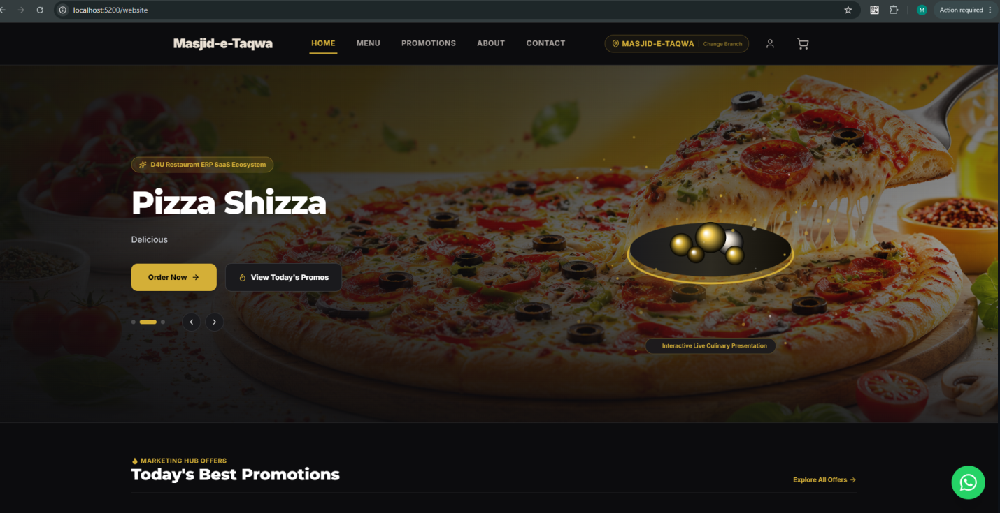 localhost:5200/website
M
Action required
Masjid-e-Taqwa
HOME
MENU
PROMOTIONS
ABOUT
CONTACT
MASJID-E-TAQWA | Change Branch
D4U Restaurant ERP SaaS Ecosystem
Pizza Shizza
Delicious
Order Now →
View Today's Promos
Interactive Live Culinary Presentation
MARKETING HUB OFFERS
Today's Best Promotions
Explore All Offers →